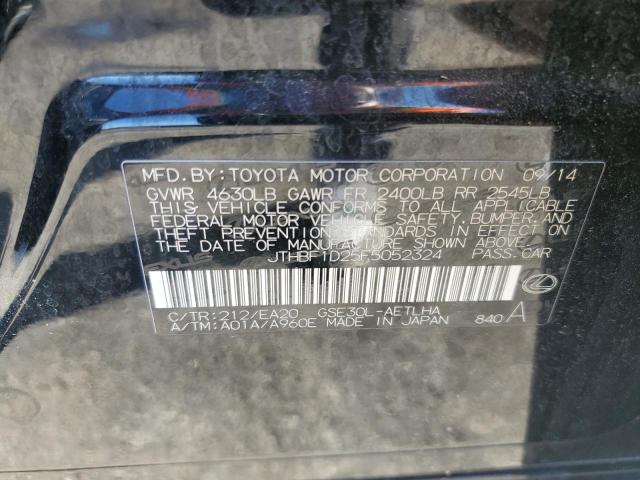 MFD. BY: TOYOTA MOTOR CORPORATION 09/14
GVWR 4630LB GAWR FR 2400LB RR 2545LB
THIS VEHICLE CONFORMS TO ALL APPLICABLE
FEDERAL MOTOR VEHICLE SAFETY, BUMPER, AND
THEFT PREVENTION STANDARDS IN EFFECT ON
THE DATE OF MANUFACTURE SHOWN ABOVE.
JTHBF1D25F5052324 PASS.CAR
C/TR:212/EA20 GSE30L-AETLHA
A/TM:A01A/A960E MADE IN JAPAN 840 A